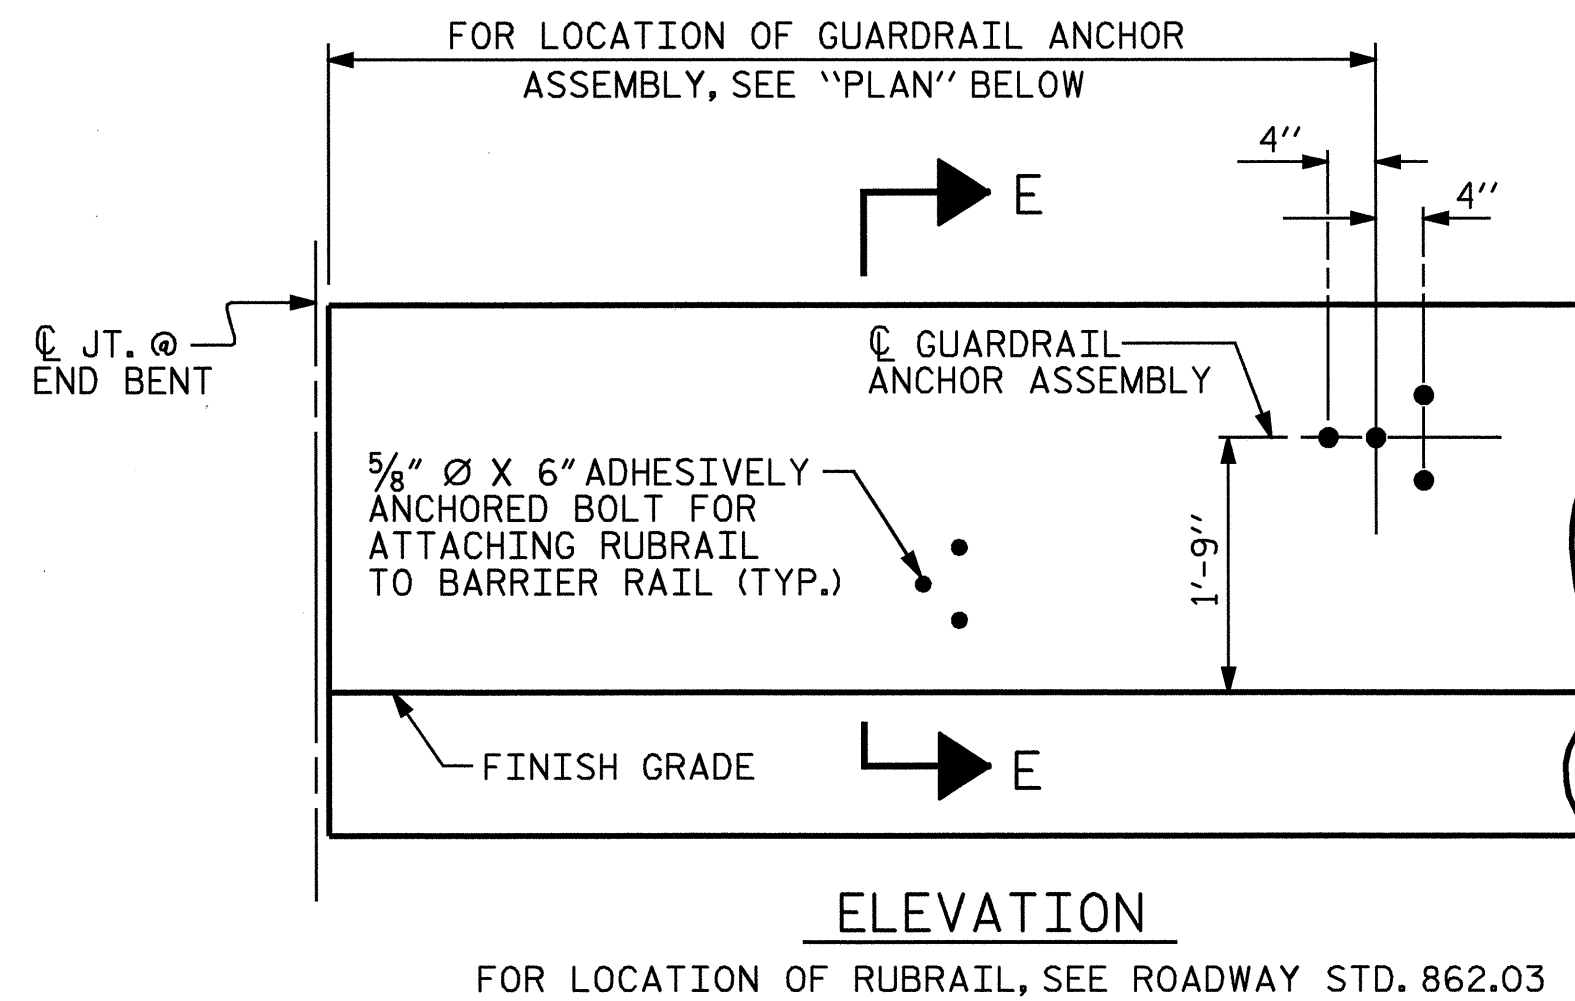 FOR LOCATION OF GUARDRAIL ANCHOR
ASSEMBLY, SEE "PLAN" BELOW
4"
4"
E
℄ JT. @
END BENT
℄ GUARDRAIL
ANCHOR ASSEMBLY
5/8" Ø X 6" ADHESIVELY
ANCHORED BOLT FOR
ATTACHING RUBRAIL
TO BARRIER RAIL (TYP.)
1'-9"
FINISH GRADE
E
ELEVATION
FOR LOCATION OF RUBRAIL, SEE ROADWAY STD. 862.03